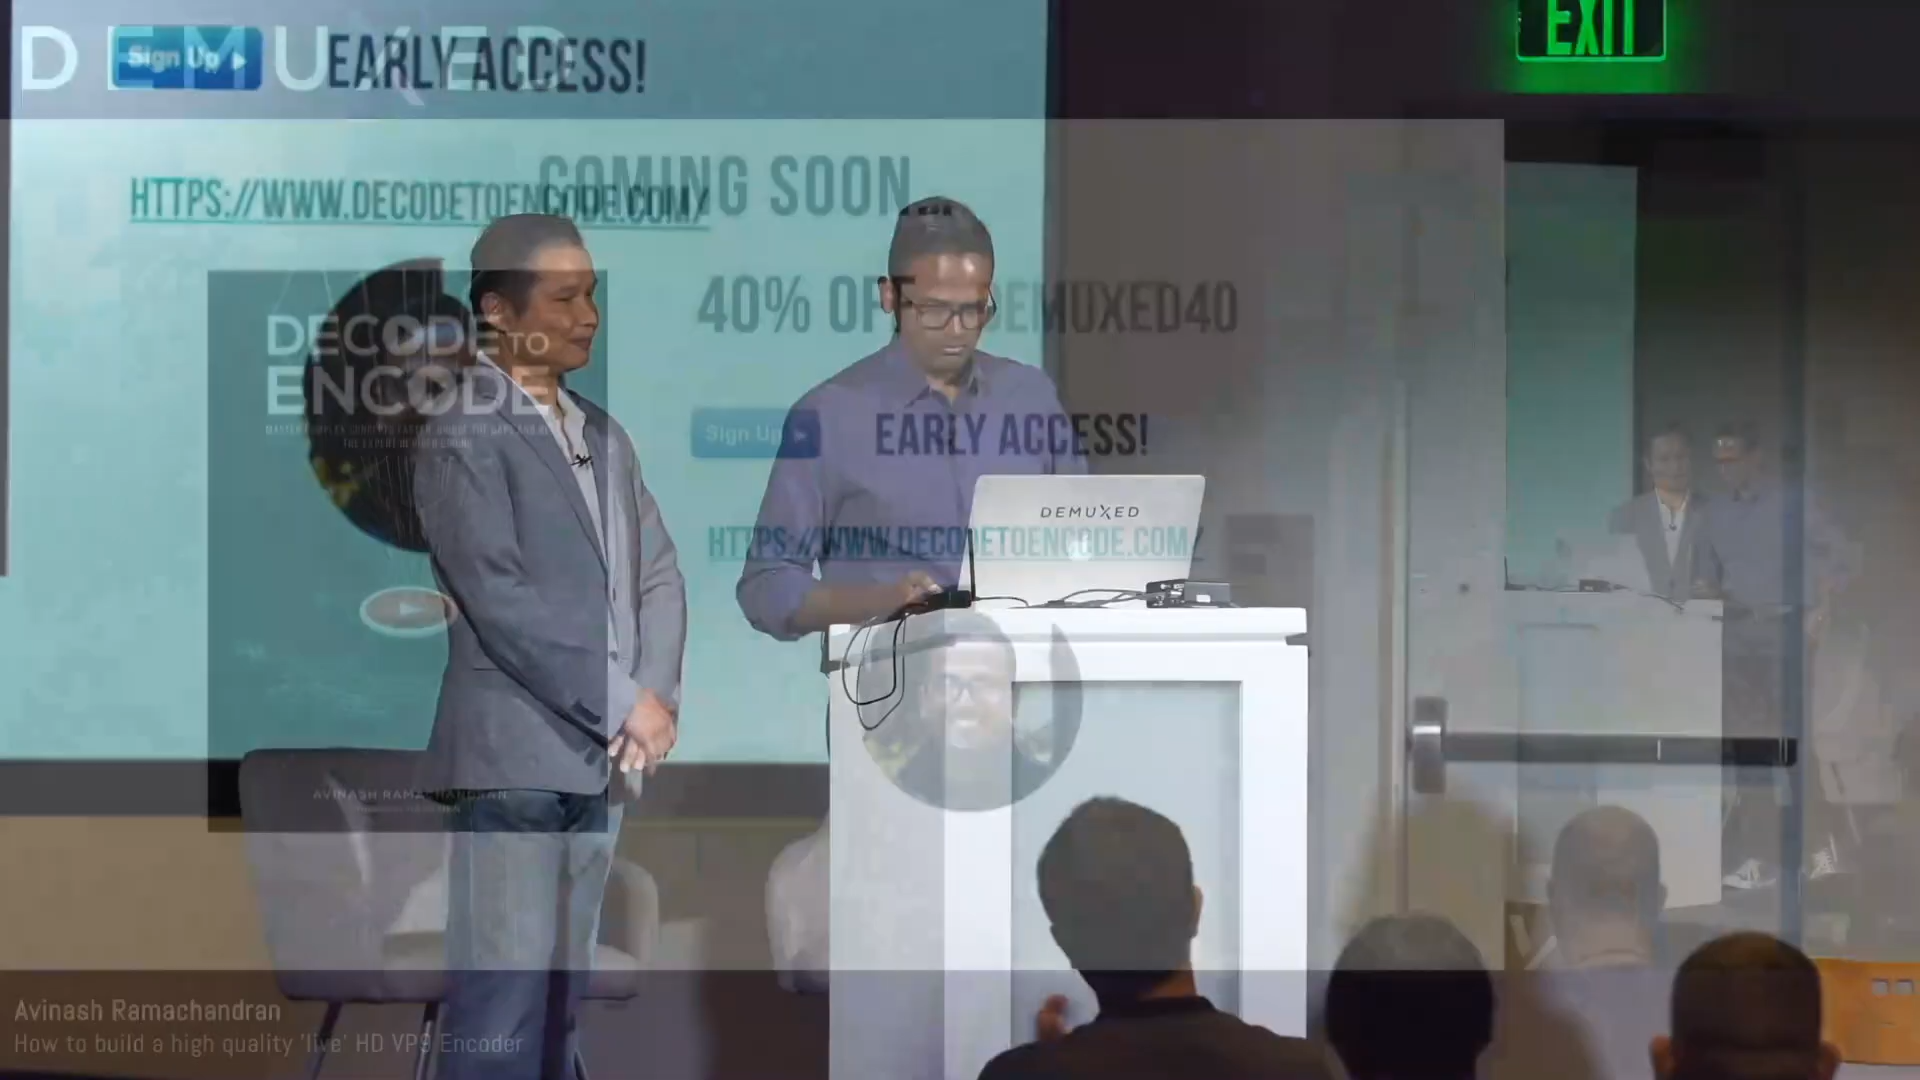 EXIT
DEMUXED
Sign Up EARLY ACCESS!
COMING SOON
HTTPS://WWW.DECODETOENCODE.COM/
40% OFF DEMUXED40
DECODE TO
ENCODE
Sign Up EARLY ACCESS!
DEMUXED
HTTPS://WWW.DECODETOENCODE.COM/
AVINASH RAMACHANDRAN
Avinash Ramachandran
How to build a high quality 'live' HD VP9 Encoder